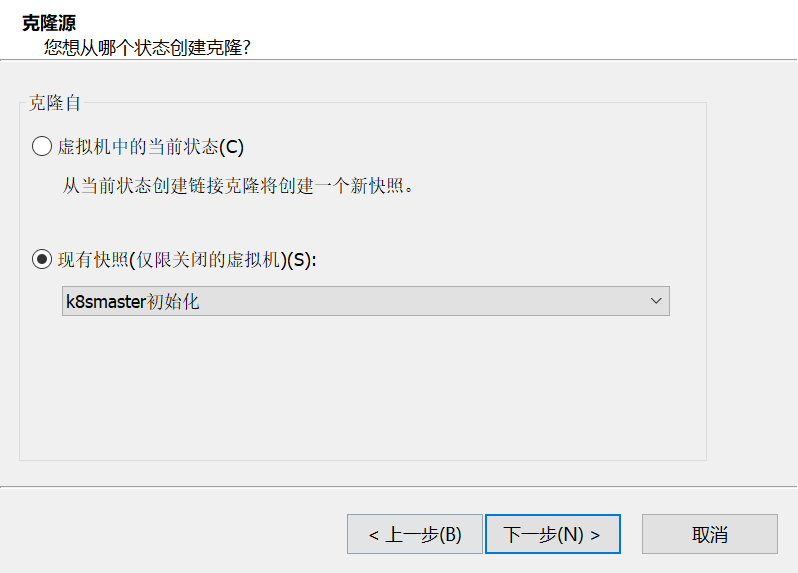 克隆源
您想从哪个状态创建克隆?
克隆自
虚拟机中的当前状态(C)
从当前状态创建链接克隆将创建一个新快照。
现有快照(仅限关闭的虚拟机)(S):
k8smaster初始化
< 上一步(B) 下一步(N) > 取消